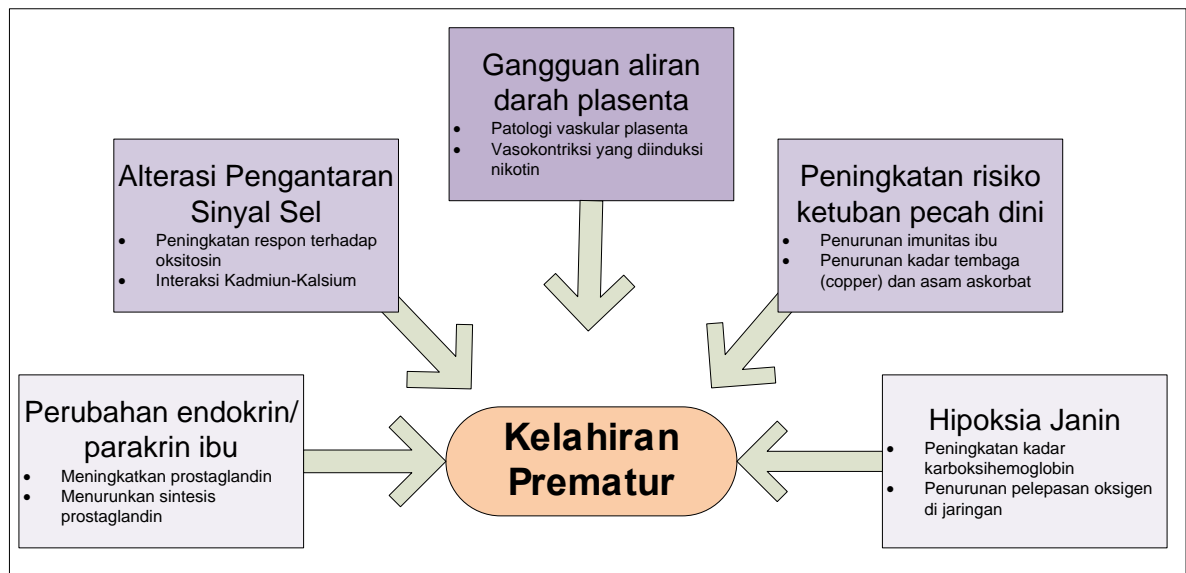 Gangguan aliran
darah plasenta
• Patologi vaskular plasenta
• Vasokontriksi yang diinduksi
nikotin
Alterasi Pengantaran
Sinyal Sel
• Peningkatan respon terhadap
oksitosin
• Interaksi Kadmiun-Kalsium
Peningkatan risiko
ketuban pecah dini
• Penurunan imunitas ibu
• Penurunan kadar tembaga
(copper) dan asam askorbat
Perubahan endokrin/
parakrin ibu
• Meningkatkan prostaglandin
• Menurunkan sintesis
prostaglandin
Kelahiran
Prematur
Hipoksia Janin
• Peningkatan kadar
karboksihemoglobin
• Penurunan pelepasan oksigen
di jaringan